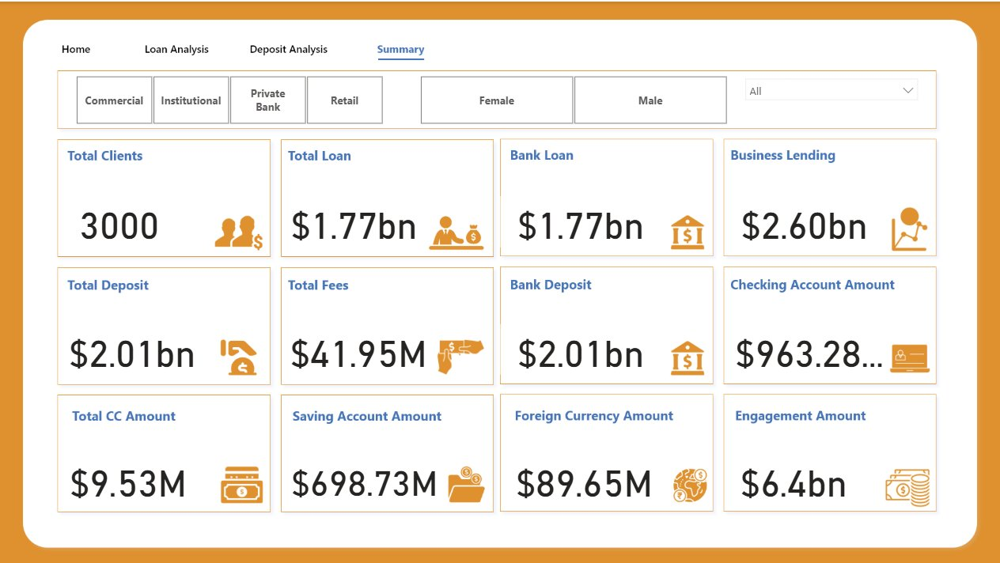 Home Loan Analysis Deposit Analysis Summary
Commercial Institutional Private Bank Retail Female Male All
Total Clients Total Loan Bank Loan Business Lending
3000 $1.77bn $1.77bn $2.60bn
Total Deposit Total Fees Bank Deposit Checking Account Amount
$2.01bn $41.95M $2.01bn $963.28...
Total CC Amount Saving Account Amount Foreign Currency Amount Engagement Amount
$9.53M $698.73M $89.65M $6.4bn